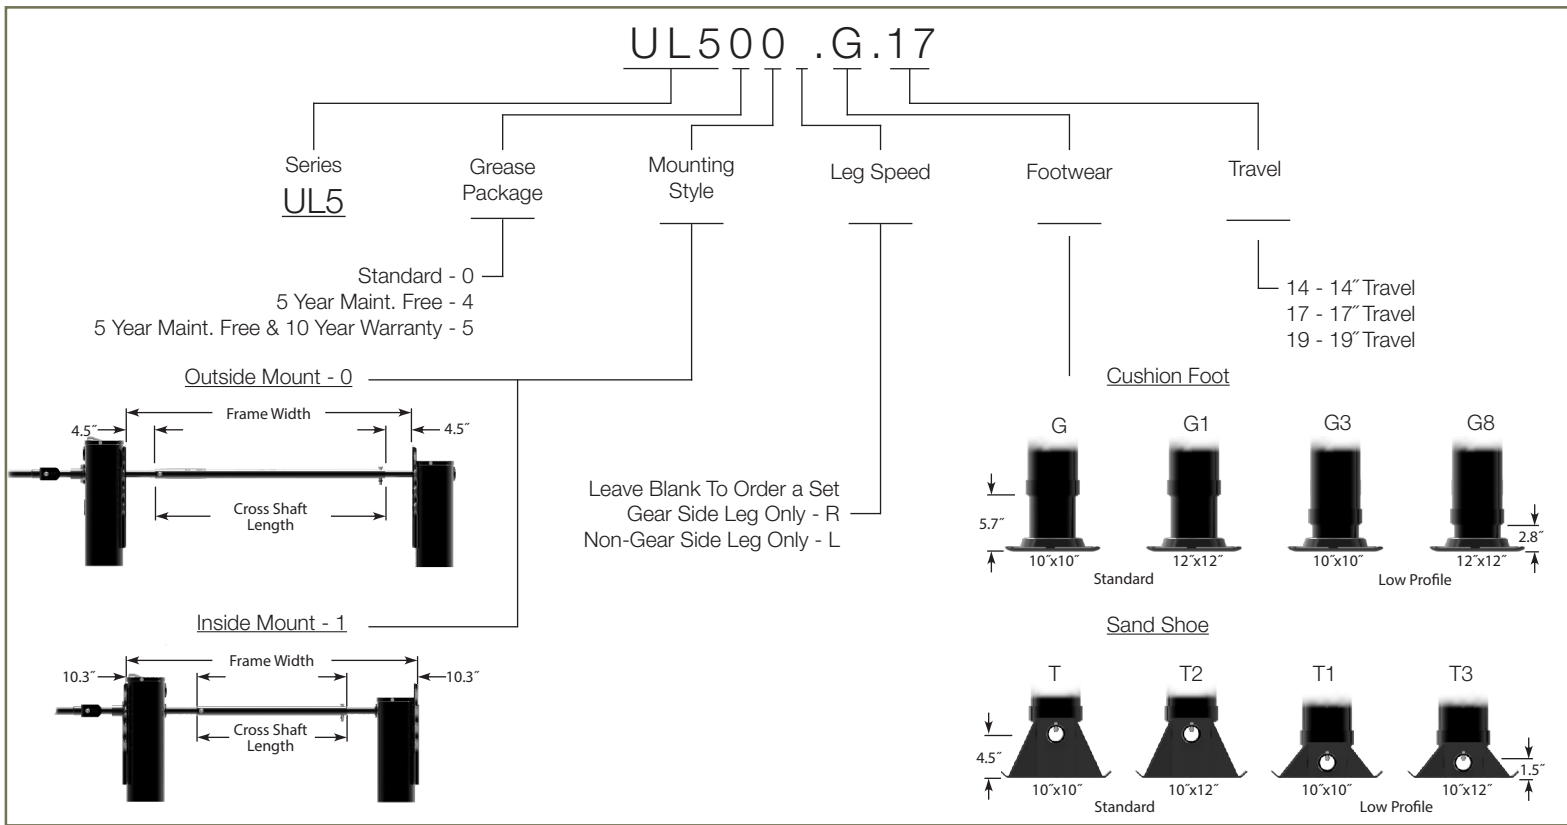 UL500 .G.17
Series
UL5
Grease
Package
Mounting
Style
Leg Speed
Footwear
Travel
Standard - 0
5 Year Maint. Free - 4
5 Year Maint. Free & 10 Year Warranty - 5
14 - 14˝ Travel
17 - 17˝ Travel
19 - 19˝ Travel
Outside Mount - 0
Frame Width
4.5˝
4.5˝
Cross Shaft
Length
Leave Blank To Order a Set
Gear Side Leg Only - R
Non-Gear Side Leg Only - L
Inside Mount - 1
Frame Width
10.3˝
10.3˝
Cross Shaft
Length
Cushion Foot
G G1 G3 G8
5.7˝
2.8˝
10˝x10˝ 12˝x12˝ 10˝x10˝ 12˝x12˝
Standard Low Profile
Sand Shoe
T T2 T1 T3
4.5˝
1.5˝
10˝x10˝ 10˝x12˝ 10˝x10˝ 10˝x12˝
Standard Low Profile